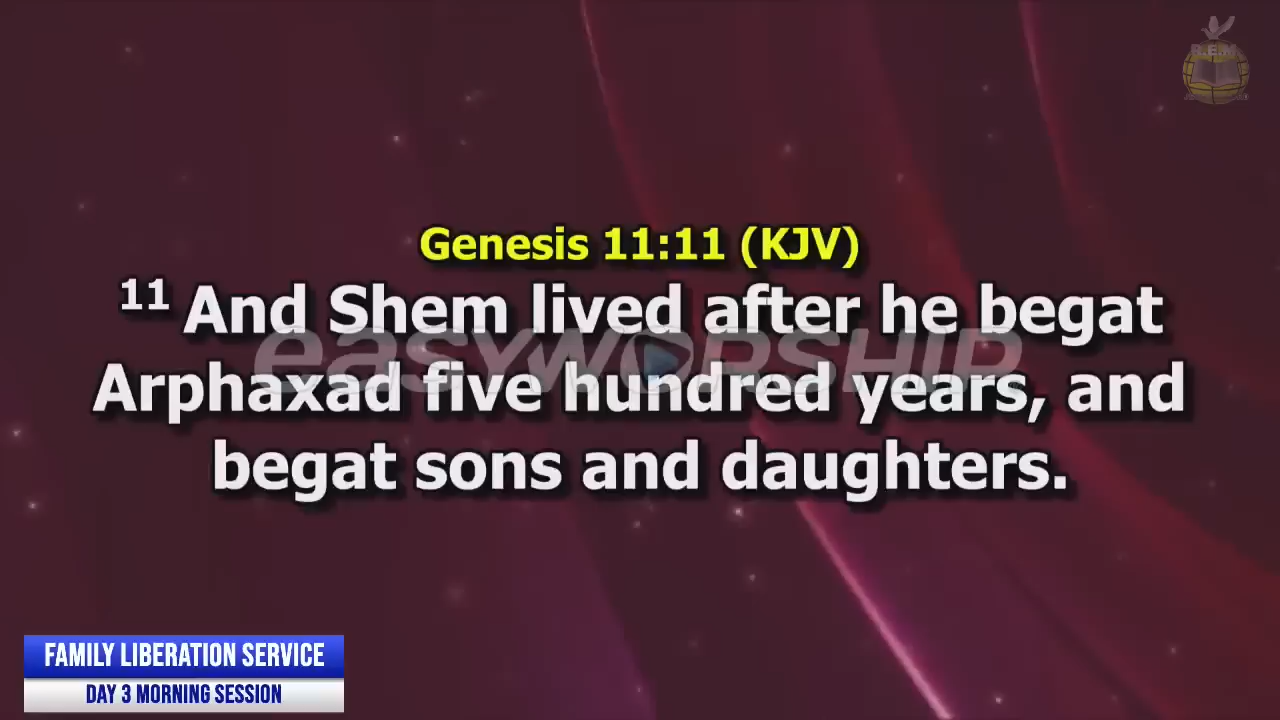 R.E.M.
Genesis 11:11 (KJV)
11 And Shem lived after he begat
Arphaxad five hundred years, and
begat sons and daughters.
easyworship
FAMILY LIBERATION SERVICE
DAY 3 MORNING SESSION